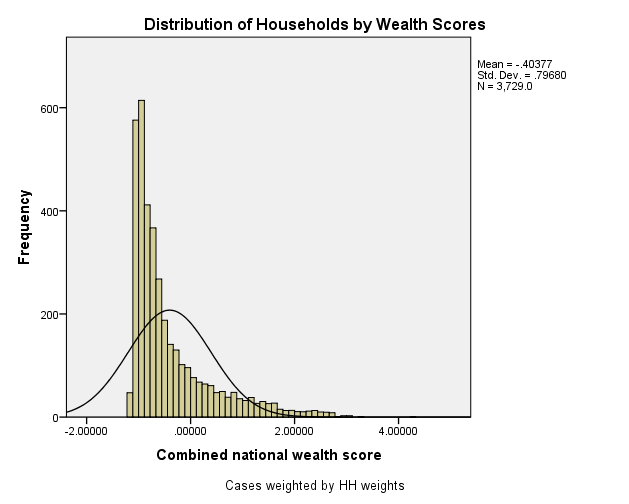 Distribution of Households by Wealth Scores
Mean = -.40377
Std. Dev. = .79680
N = 3,729.0
Frequency
600
400
200
0
-2.00000 .00000 2.00000 4.00000
Combined national wealth score
Cases weighted by HH weights